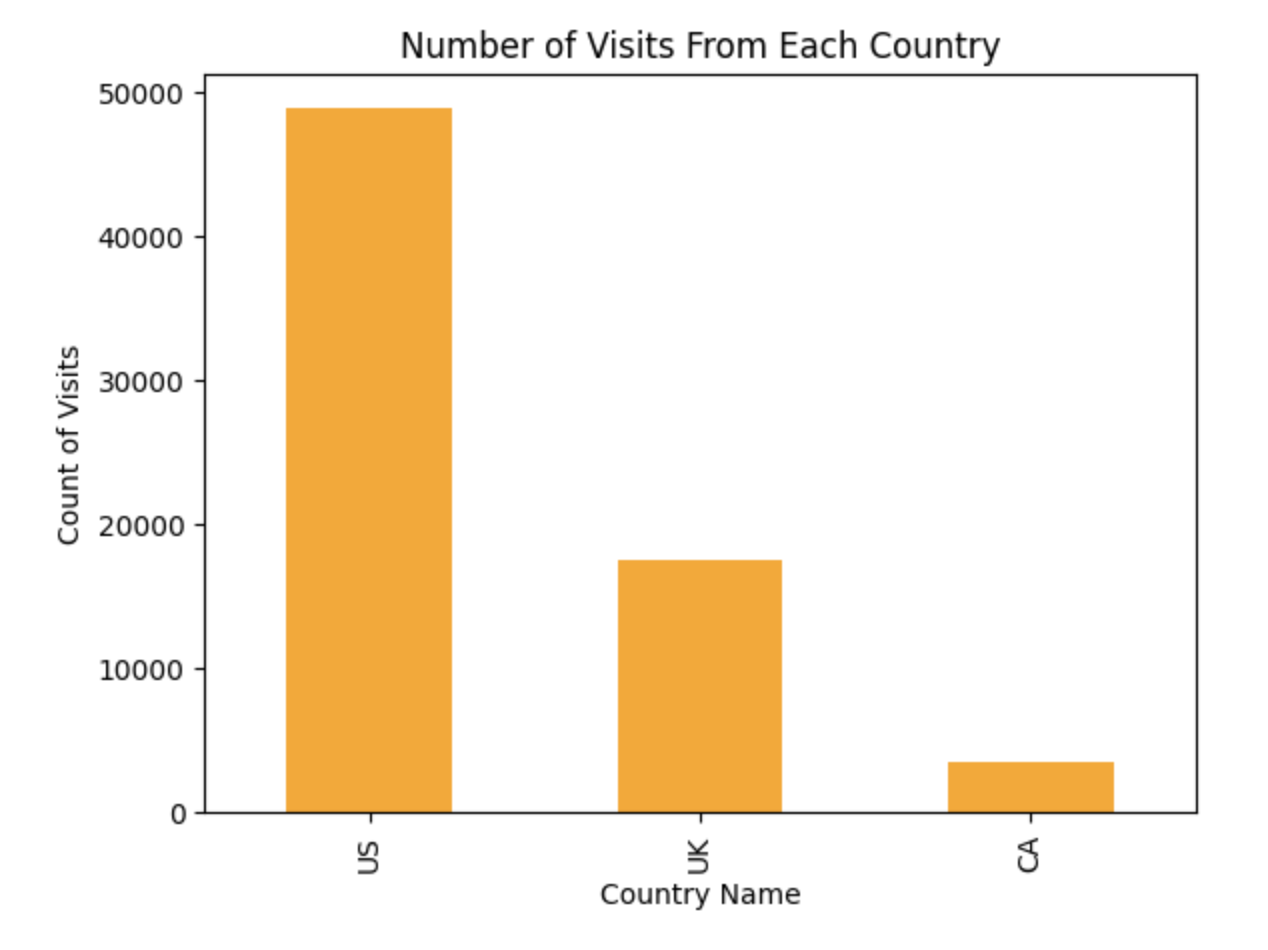 Number of Visits From Each Country
50000
40000
30000
20000
10000
0
Count of Visits
US
UK
CA
Country Name